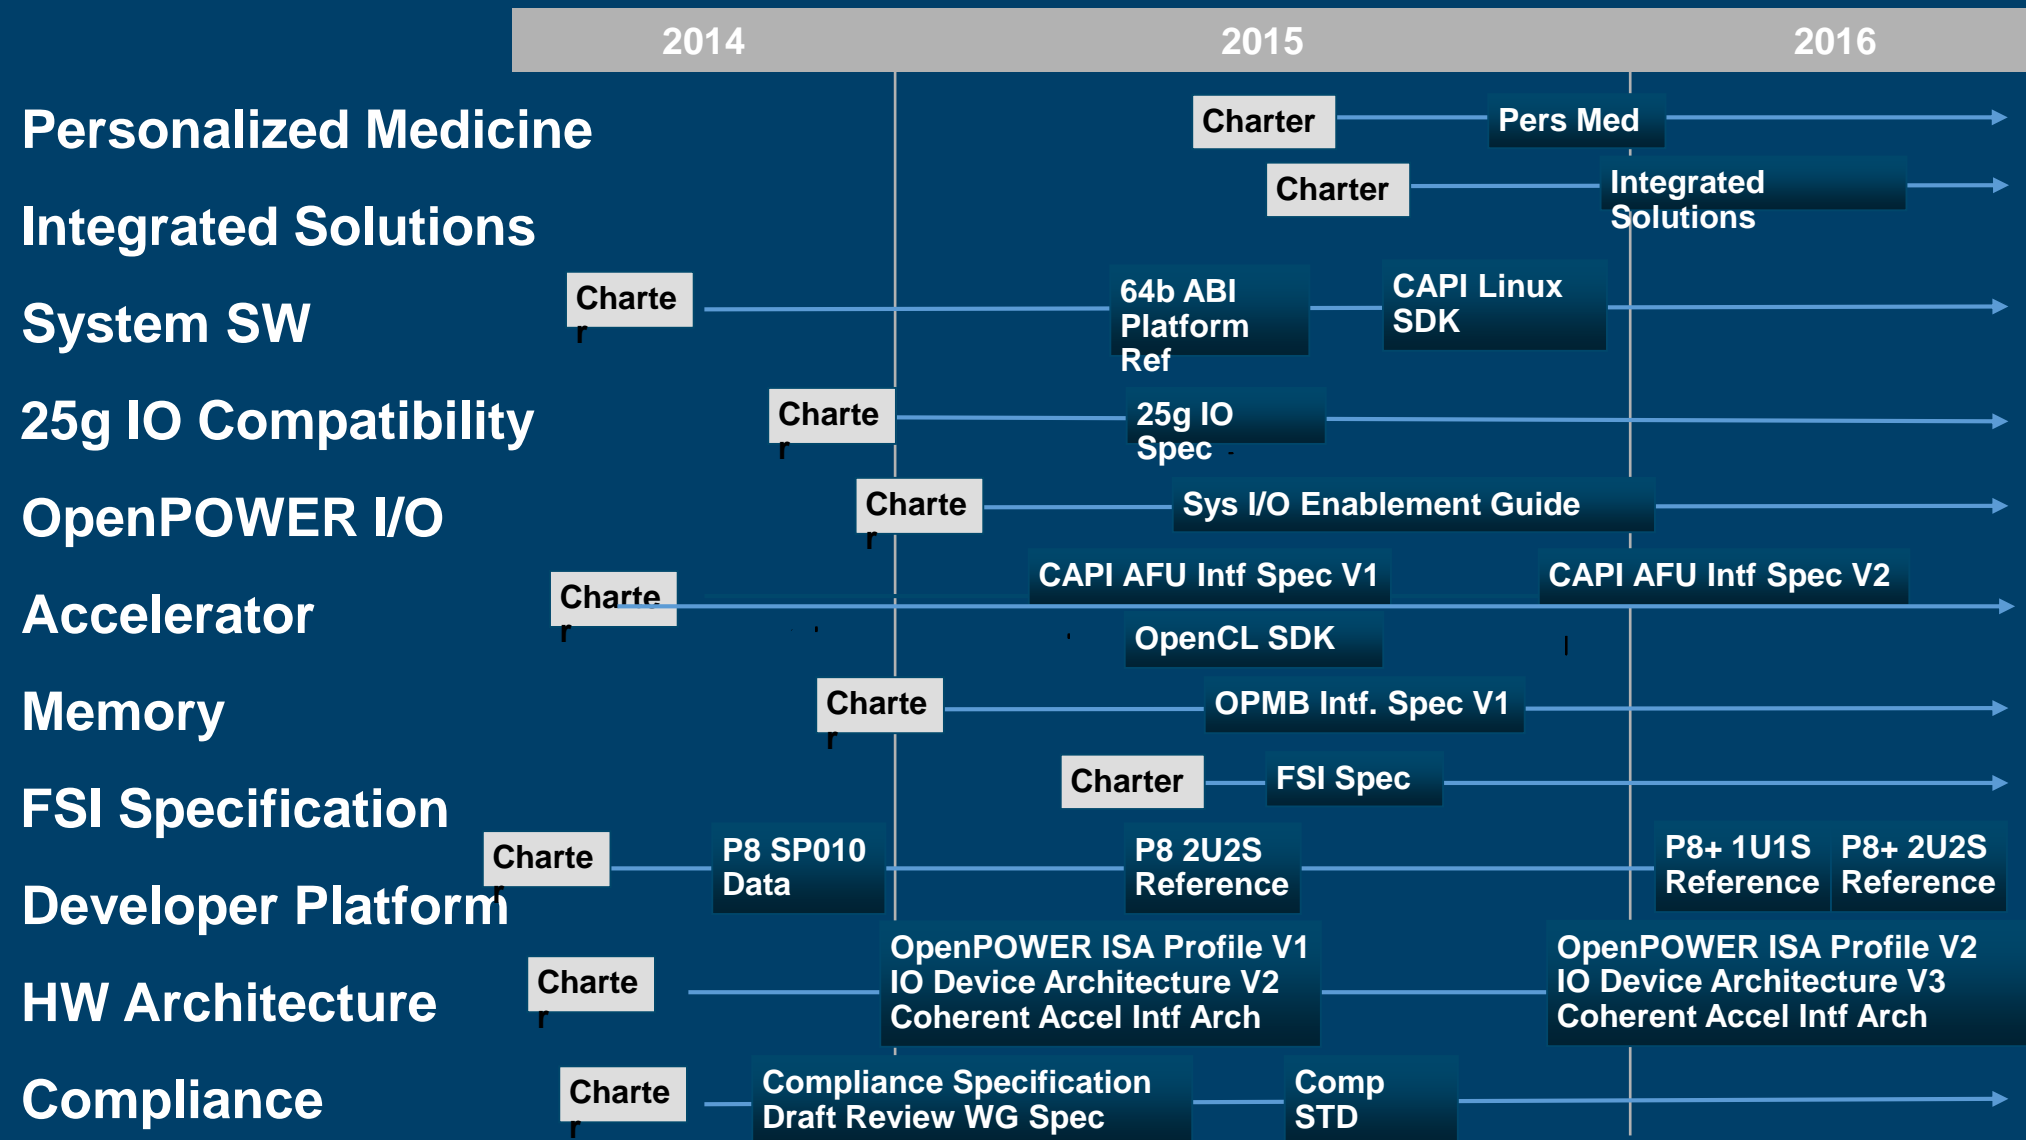 2014 2015 2016
Personalized Medicine
Charter
Pers Med
Integrated Solutions
Charter
Integrated
Solutions
System SW
Charte
r
64b ABI
Platform
Ref
CAPI Linux
SDK
25g IO Compatibility
Charte
r
25g IO
Spec
OpenPOWER I/O
Charte
r
Sys I/O Enablement Guide
Accelerator
Charte
r
CAPI AFU Intf Spec V1
CAPI AFU Intf Spec V2
OpenCL SDK
Memory
Charte
r
OPMB Intf. Spec V1
FSI Specification
Charter
FSI Spec
Developer Platform
Charte
r
P8 SP010
Data
P8 2U2S
Reference
P8+ 1U1S
Reference
P8+ 2U2S
Reference
HW Architecture
Charte
r
OpenPOWER ISA Profile V1
IO Device Architecture V2
Coherent Accel Intf Arch
OpenPOWER ISA Profile V2
IO Device Architecture V3
Coherent Accel Intf Arch
Compliance
Charte
r
Compliance Specification
Draft Review WG Spec
Comp
STD